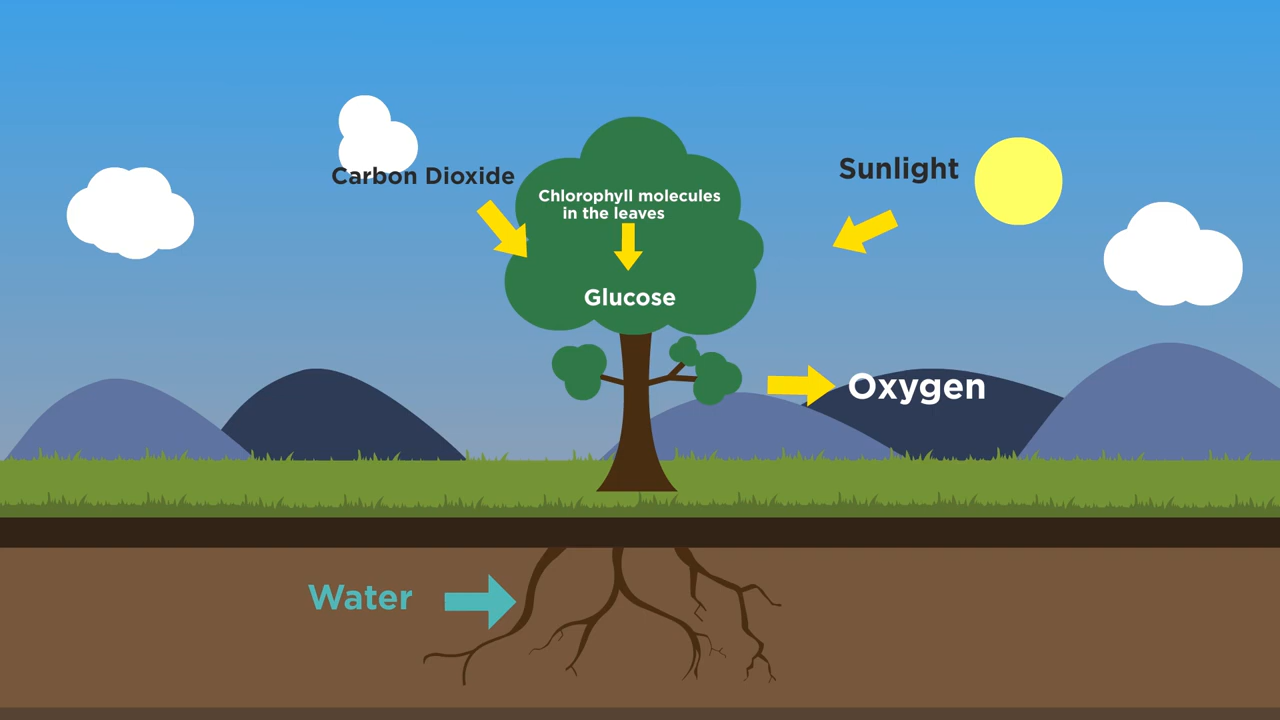 Sunlight
Carbon Dioxide
Chlorophyll molecules
in the leaves
Glucose
Oxygen
Water